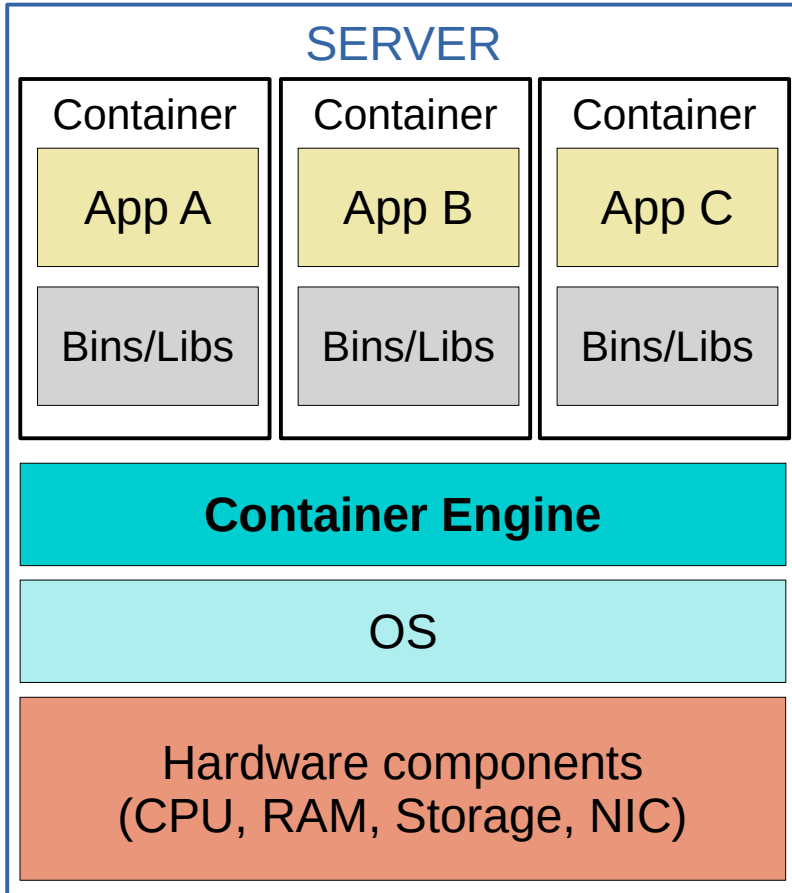 SERVER
Container
Container
Container
App A
App B
App C
Bins/Libs
Bins/Libs
Bins/Libs
Container Engine
OS
Hardware components
(CPU, RAM, Storage, NIC)